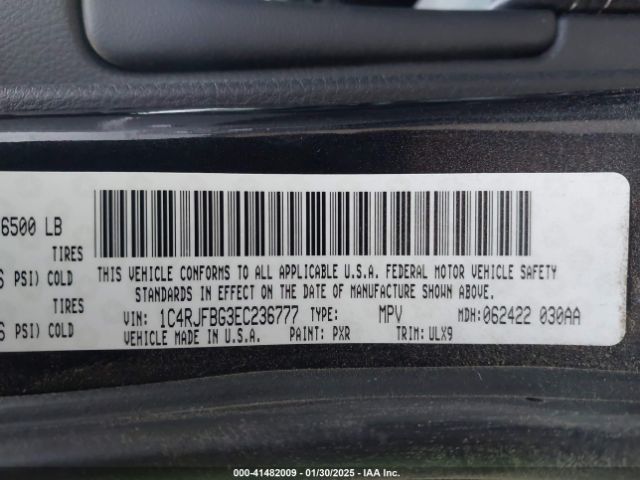 6500 LB
TIRES
PSI) COLD
TIRES
PSI) COLD
THIS VEHICLE CONFORMS TO ALL APPLICABLE U.S.A. FEDERAL MOTOR VEHICLE SAFETY
STANDARDS IN EFFECT ON THE DATE OF MANUFACTURE SHOWN ABOVE.
VIN: 1C4RJFBG3EC236777 TYPE: MPV MDH: 062422 030AA
VEHICLE MADE IN U.S.A. PAINT: PXR TRIM: ULX9
000-41482009 - 01/30/2025 - IAA Inc.